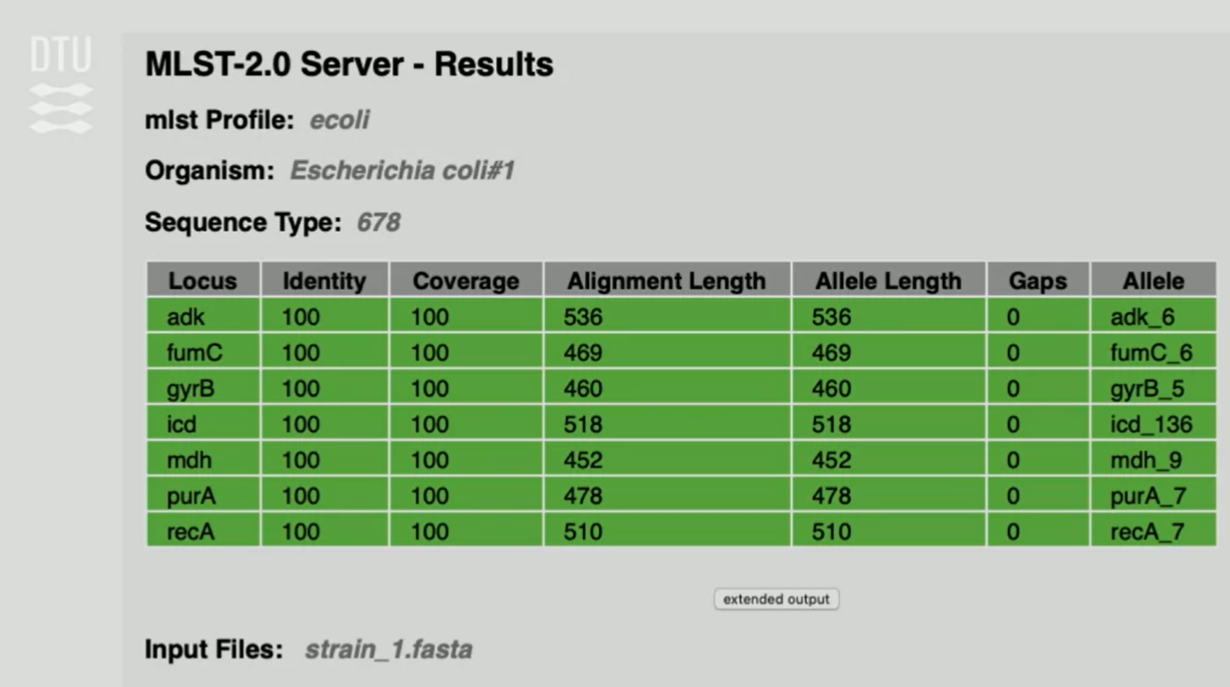 DTU
MLST-2.0 Server - Results
mlst Profile: ecoli
Organism: Escherichia coli#1
Sequence Type: 678
Locus Identity Coverage Alignment Length Allele Length Gaps Allele
adk 100 100 536 536 0 adk_6
fumC 100 100 469 469 0 fumC_6
gyrB 100 100 460 460 0 gyrB_5
icd 100 100 518 518 0 icd_136
mdh 100 100 452 452 0 mdh_9
purA 100 100 478 478 0 purA_7
recA 100 100 510 510 0 recA_7
extended output
Input Files: strain_1.fasta